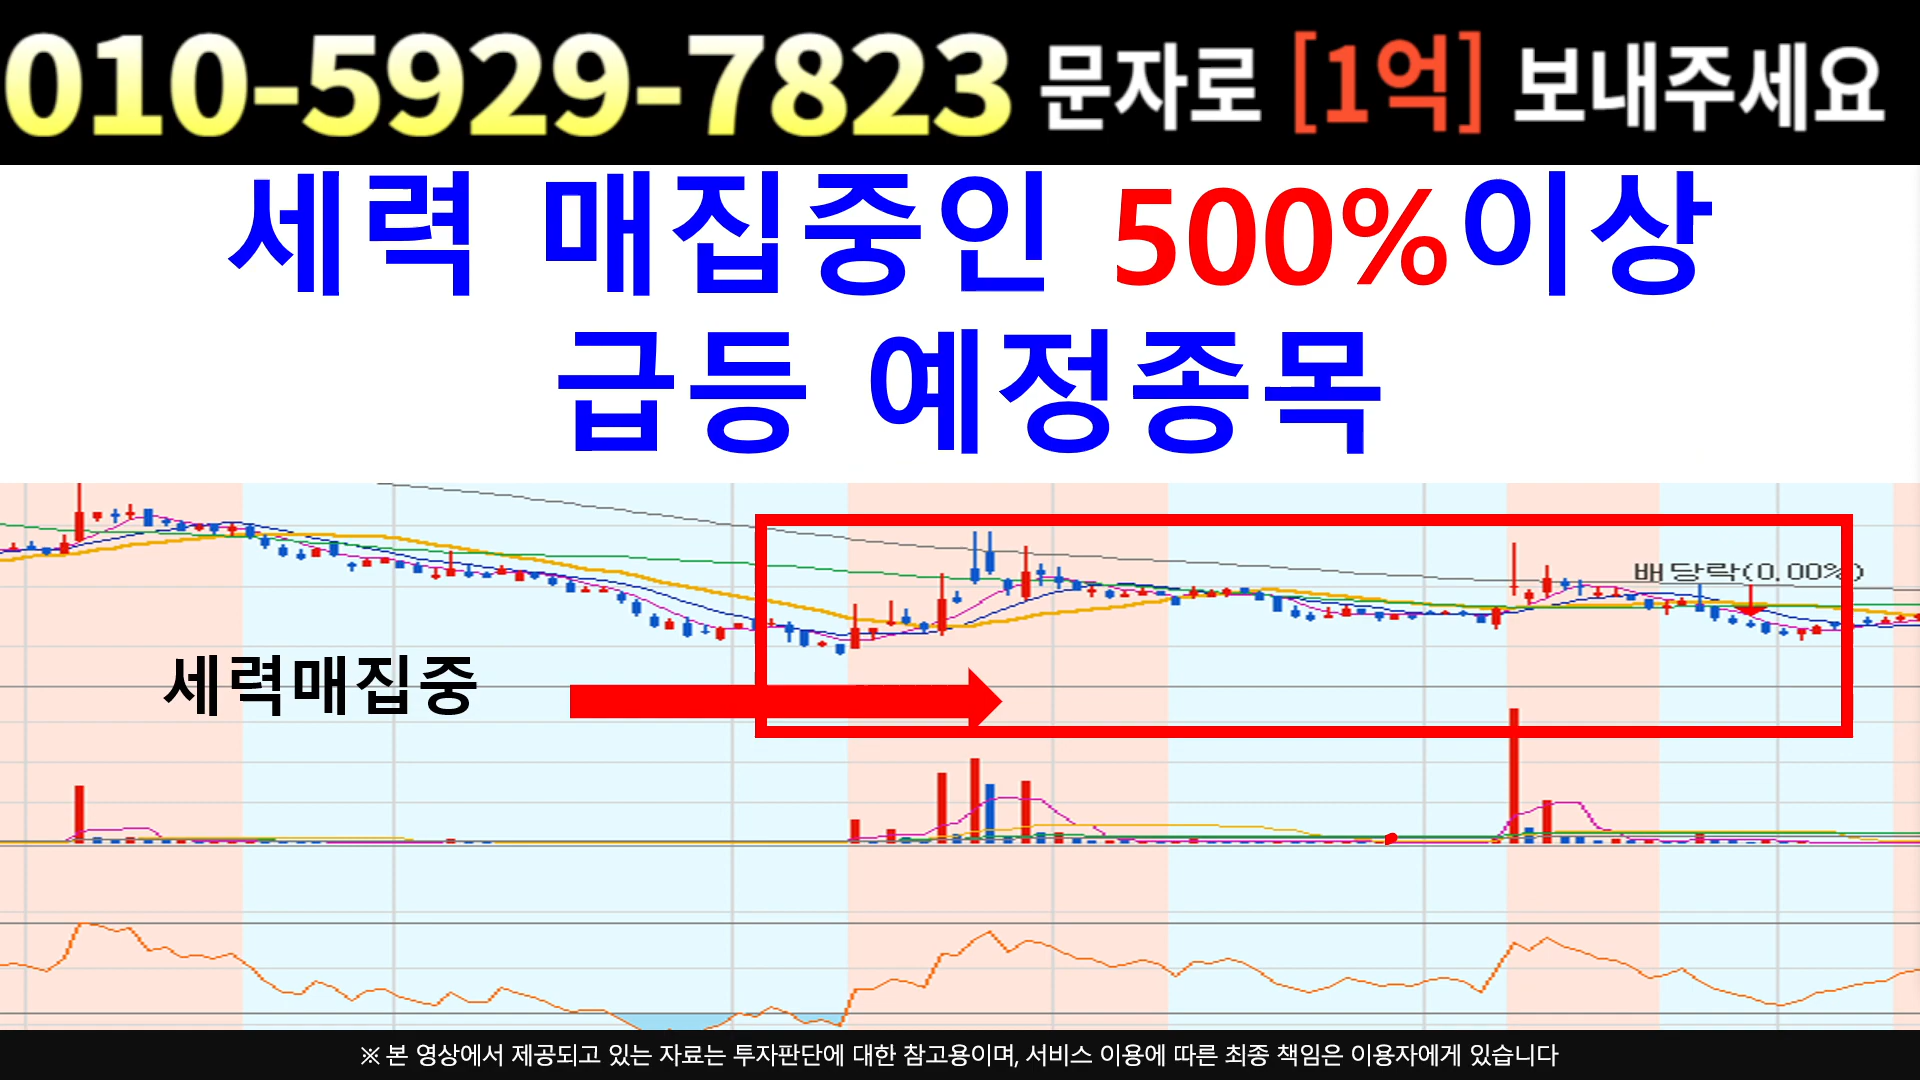 010-5929-7823 문자로 [1억] 보내주세요
세력 매집중인 500%이상
급등 예정종목
배당락(0.00%)
세력매집중
※ 본 영상에서 제공되고 있는 자료는 투자판단에 대한 참고용이며, 서비스 이용에 따른 최종 책임은 이용자에게 있습니다